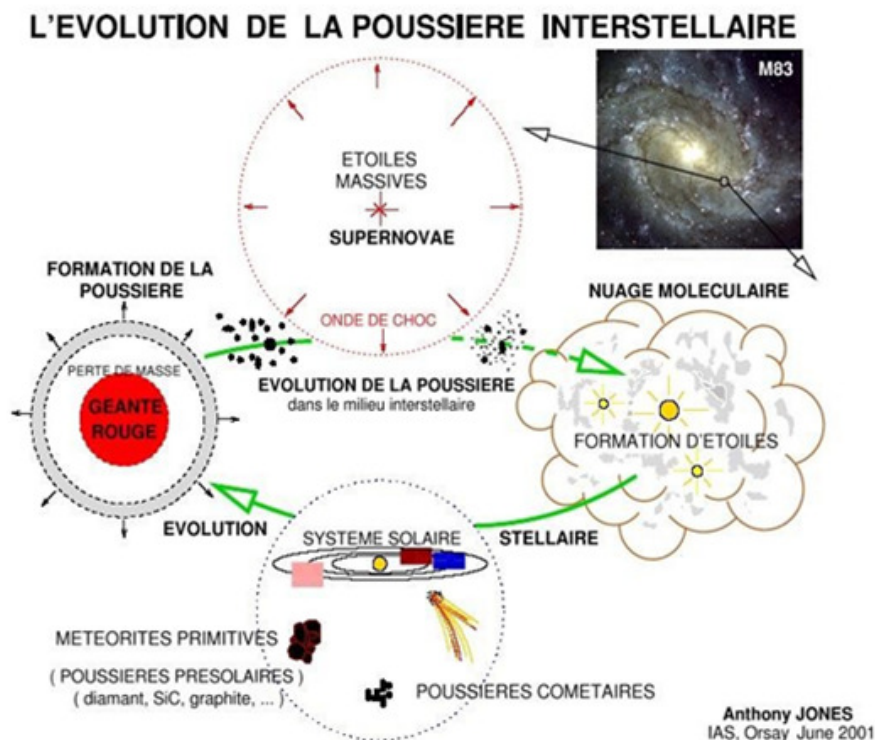 L'EVOLUTION DE LA POUSSIERE INTERSTELLAIRE
M83
ETOILES
MASSIVES
SUPERNOVAE
ONDE DE CHOC
FORMATION DE LA
POUSSIERE
PERTE DE MASSE
GEANTE
ROUGE
EVOLUTION DE LA POUSSIERE
dans le milieu interstellaire
NUAGE MOLECULAIRE
FORMATION D'ETOILES
EVOLUTION
STELLAIRE
SYSTEME SOLAIRE
METEORITES PRIMITIVES
( POUSSIERES PRESOLAIRES )
( diamant, SiC, graphite, ... )
POUSSIERES COMETAIRES
Anthony JONES
IAS, Orsay June 2001